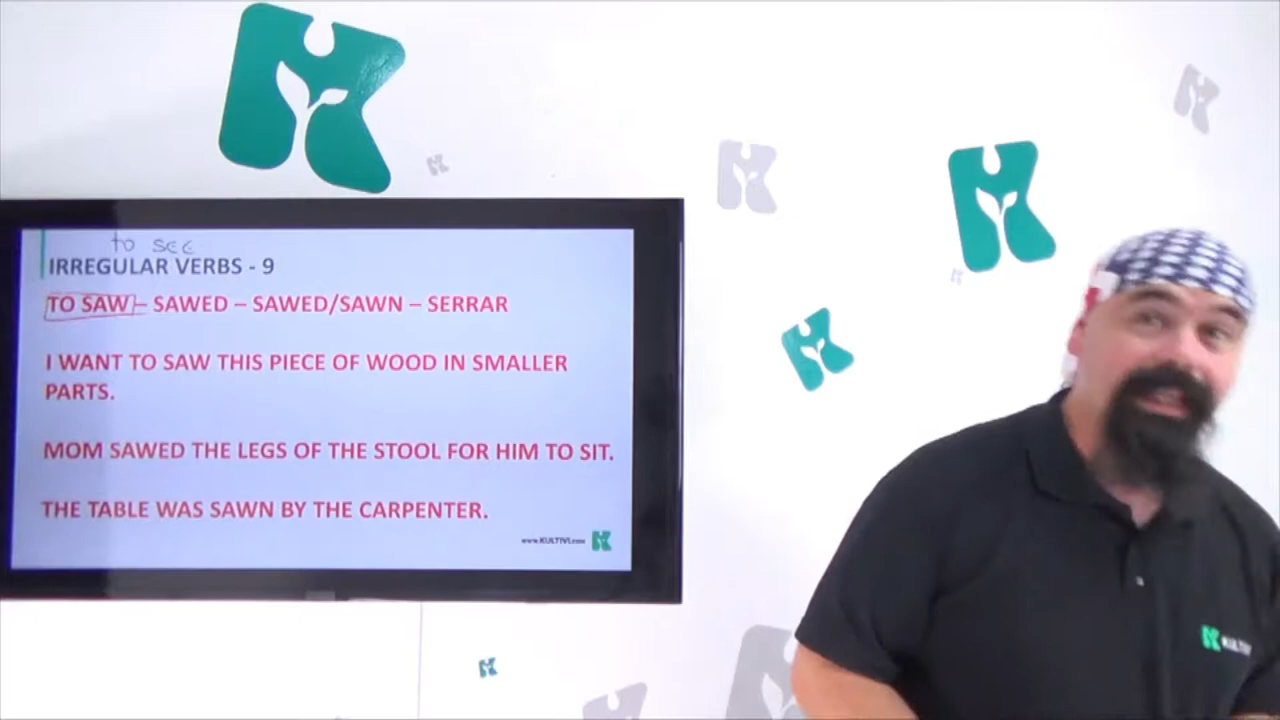 to see
IRREGULAR VERBS - 9
TO SAW – SAWED – SAWED/SAWN – SERRAR
I WANT TO SAW THIS PIECE OF WOOD IN SMALLER
PARTS.
MOM SAWED THE LEGS OF THE STOOL FOR HIM TO SIT.
THE TABLE WAS SAWN BY THE CARPENTER.
www.KULTIVI.com
KULTIVI